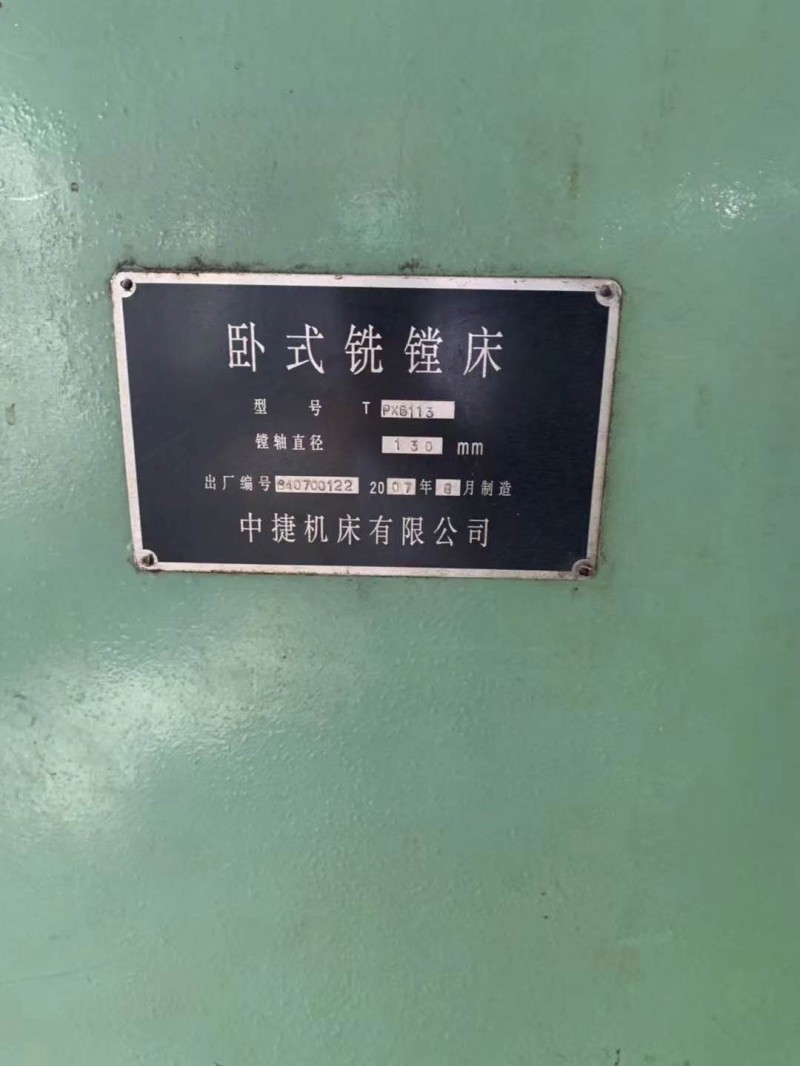 卧式铣镗床
型 号 T PX6113
镗轴直径 130 mm
出厂编号 840700122 2007年8月制造
中捷机床有限公司